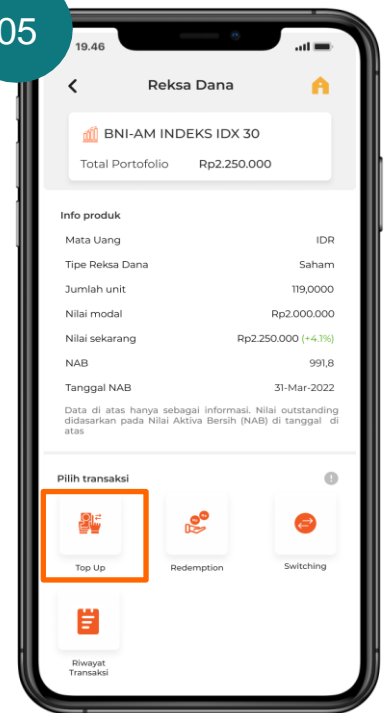 05
19.46
Reksa Dana
BNI-AM INDEKS IDX 30
Total Portofolio Rp2.250.000
Info produk
Mata Uang IDR
Tipe Reksa Dana Saham
Jumlah unit 119,0000
Nilai modal Rp2.000.000
Nilai sekarang Rp2.250.000 (+4.1%)
NAB 991,8
Tanggal NAB 31-Mar-2022
Data di atas hanya sebagai informasi. Nilai outstanding
didasarkan pada Nilai Aktiva Bersih (NAB) di tanggal di
atas
Pilih transaksi
Top Up Redemption Switching
Riwayat
Transaksi